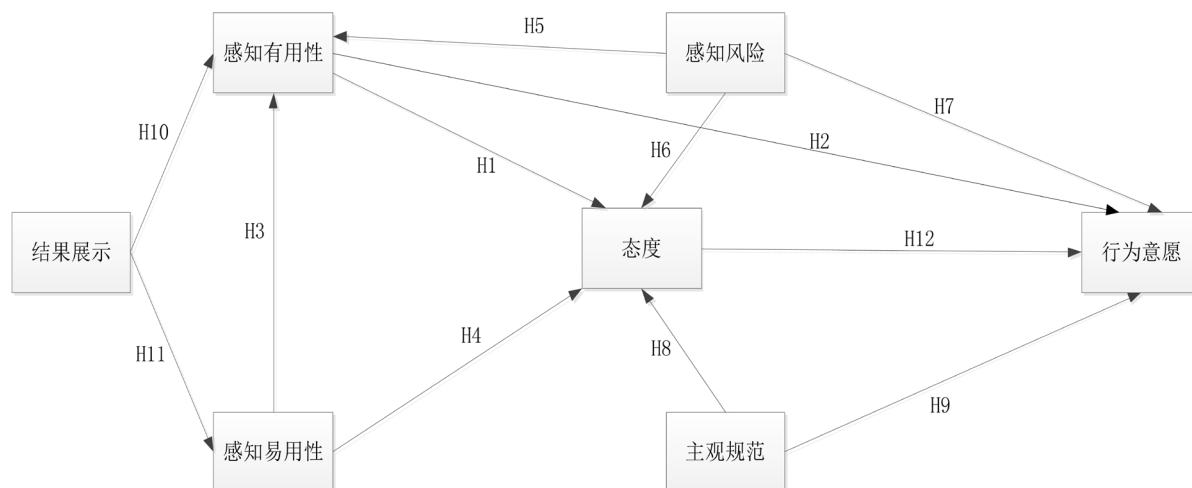 感知有用性
H5
感知风险
H10
H7
H2
H6
H1
结果展示
H3
态度
H12
行为意愿
H11
H4
H8
H9
感知易用性
主观规范